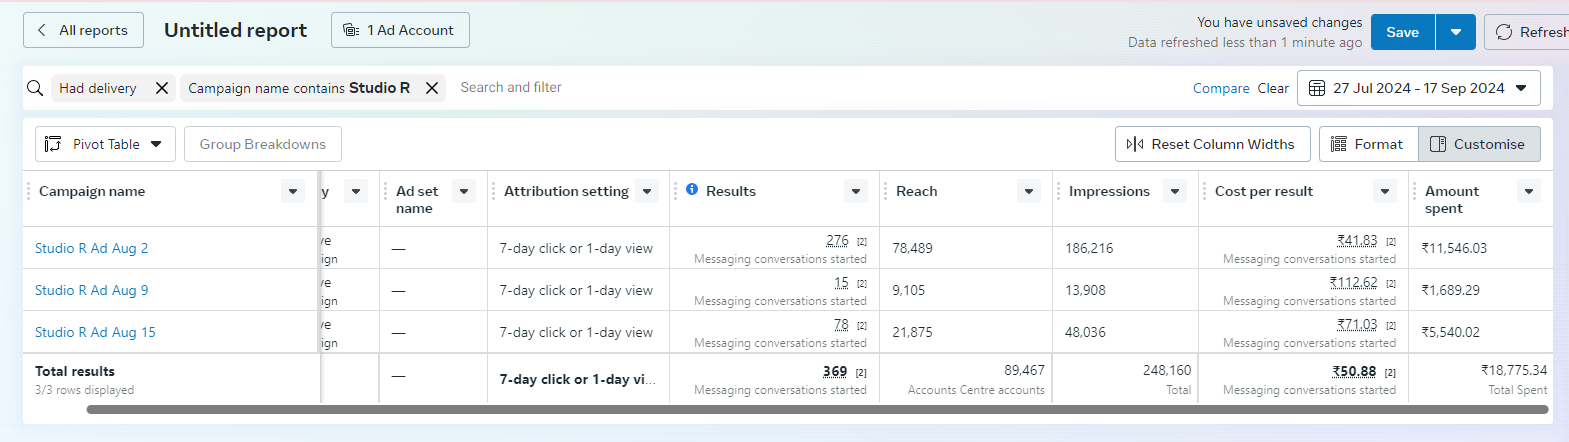 All reports
Untitled report
1 Ad Account
You have unsaved changes
Data refreshed less than 1 minute ago
Save
Refresh
Had delivery
Campaign name contains Studio R
Search and filter
Compare Clear
27 Jul 2024 - 17 Sep 2024
Pivot Table
Group Breakdowns
Reset Column Widths
Format
Customise
Campaign name
y
Ad set name
Attribution setting
Results
Reach
Impressions
Cost per result
Amount spent
Studio R Ad Aug 2
ve
ign
—
7-day click or 1-day view
276 [2]
Messaging conversations started
78,489
186,216
₹41.83 [2]
Messaging conversations started
₹11,546.03
Studio R Ad Aug 9
ve
ign
—
7-day click or 1-day view
15 [2]
Messaging conversations started
9,105
13,908
₹112.62 [2]
Messaging conversations started
₹1,689.29
Studio R Ad Aug 15
ve
ign
—
7-day click or 1-day view
78 [2]
Messaging conversations started
21,875
48,036
₹71.03 [2]
Messaging conversations started
₹5,540.02
Total results
3/3 rows displayed
—
7-day click or 1-day vi...
369 [2]
Messaging conversations started
89,467
Accounts Centre accounts
248,160
Total
₹50.88 [2]
Messaging conversations started
₹18,775.34
Total Spent